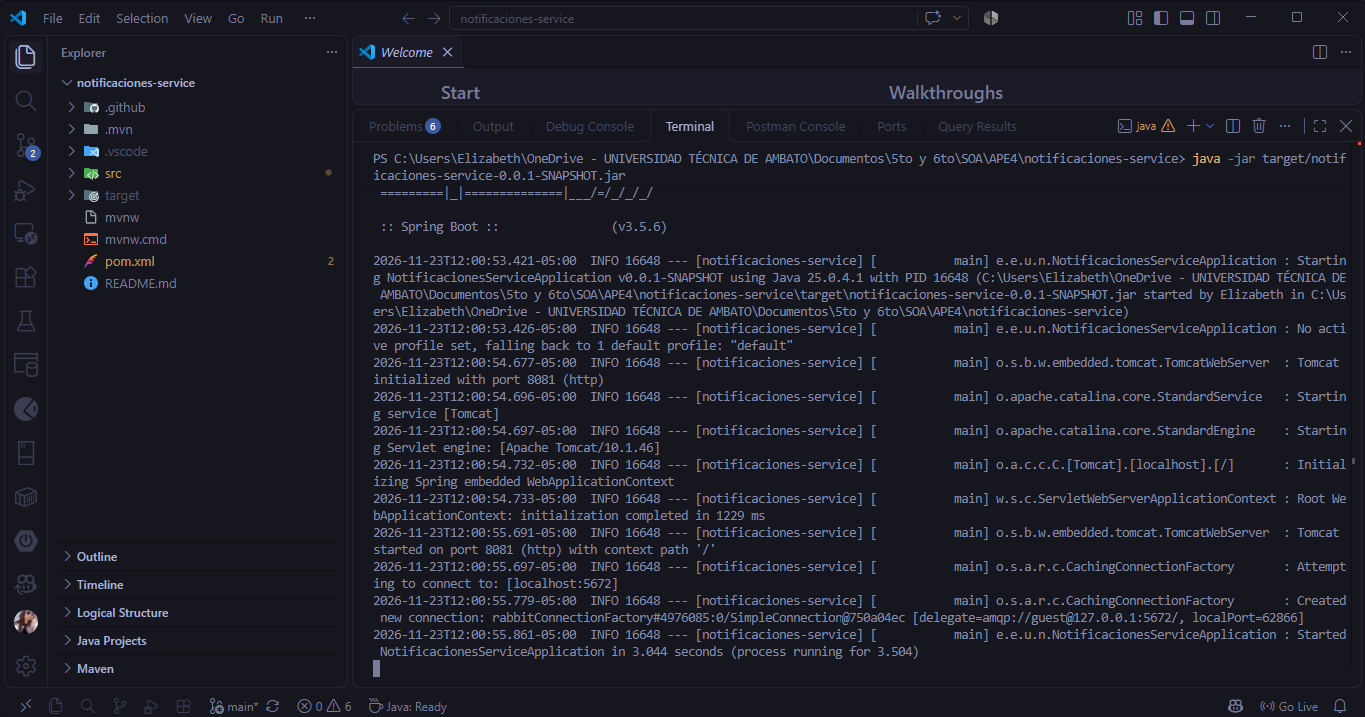 File Edit Selection View Go Run ···
notificaciones-service
Explorer ···
Welcome
notificaciones-service
.github
.mvn
.vscode
src
target
mvnw
mvnw.cmd
pom.xml 2
README.md
2
Outline
Timeline
Logical Structure
Java Projects
Maven
Start Walkthroughs
Problems 6 Output Debug Console Terminal Postman Console Ports Query Results java
PS C:\Users\Elizabeth\OneDrive - UNIVERSIDAD TÉCNICA DE AMBATO\Documentos\5to y 6to\SOA\APE4\notificaciones-service> java -jar target/notif
icaciones-service-0.0.1-SNAPSHOT.jar
=========|_|==============|___/=/_/_/_/
:: Spring Boot :: (v3.5.6)
2026-11-23T12:00:53.421-05:00  INFO 16648 --- [notificaciones-service] [           main] e.e.u.n.NotificacionesServiceApplication : Startin
g NotificacionesServiceApplication v0.0.1-SNAPSHOT using Java 25.0.4.1 with PID 16648 (C:\Users\Elizabeth\OneDrive - UNIVERSIDAD TÉCNICA DE
AMBATO\Documentos\5to y 6to\SOA\APE4\notificaciones-service\target\notificaciones-service-0.0.1-SNAPSHOT.jar started by Elizabeth in C:\Us
ers\Elizabeth\OneDrive - UNIVERSIDAD TÉCNICA DE AMBATO\Documentos\5to y 6to\SOA\APE4\notificaciones-service)
2026-11-23T12:00:53.426-05:00  INFO 16648 --- [notificaciones-service] [           main] e.e.u.n.NotificacionesServiceApplication : No acti
ve profile set, falling back to 1 default profile: "default"
2026-11-23T12:00:54.677-05:00  INFO 16648 --- [notificaciones-service] [           main] o.s.b.w.embedded.tomcat.TomcatWebServer  : Tomcat
initialized with port 8081 (http)
2026-11-23T12:00:54.696-05:00  INFO 16648 --- [notificaciones-service] [           main] o.apache.catalina.core.StandardService   : Startin
g service [Tomcat]
2026-11-23T12:00:54.697-05:00  INFO 16648 --- [notificaciones-service] [           main] o.apache.catalina.core.StandardEngine    : Startin
g Servlet engine: [Apache Tomcat/10.1.46]
2026-11-23T12:00:54.732-05:00  INFO 16648 --- [notificaciones-service] [           main] o.a.c.c.C.[Tomcat].[localhost].[/]       : Initial
izing Spring embedded WebApplicationContext
2026-11-23T12:00:54.733-05:00  INFO 16648 --- [notificaciones-service] [           main] w.s.c.ServletWebServerApplicationContext : Root We
bApplicationContext: initialization completed in 1229 ms
2026-11-23T12:00:55.691-05:00  INFO 16648 --- [notificaciones-service] [           main] o.s.b.w.embedded.tomcat.TomcatWebServer  : Tomcat
started on port 8081 (http) with context path '/'
2026-11-23T12:00:55.697-05:00  INFO 16648 --- [notificaciones-service] [           main] o.s.a.r.c.CachingConnectionFactory       : Attempt
ing to connect to: [localhost:5672]
2026-11-23T12:00:55.779-05:00  INFO 16648 --- [notificaciones-service] [           main] o.s.a.r.c.CachingConnectionFactory       : Created
new connection: rabbitConnectionFactory#4976085:0/SimpleConnection@750a04ec [delegate=amqp://guest@127.0.0.1:5672/, localPort=62866]
2026-11-23T12:00:55.861-05:00  INFO 16648 --- [notificaciones-service] [           main] e.e.u.n.NotificacionesServiceApplication : Started
NotificacionesServiceApplication in 3.044 seconds (process running for 3.504)
main* 0 6 Java: Ready Go Live